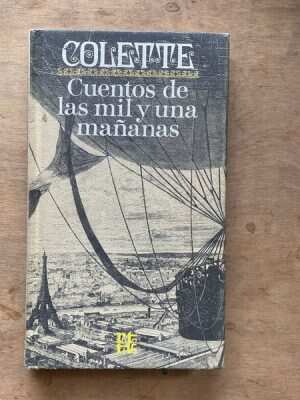 COLETTE
Cuentos de
las mil y una
mañanas